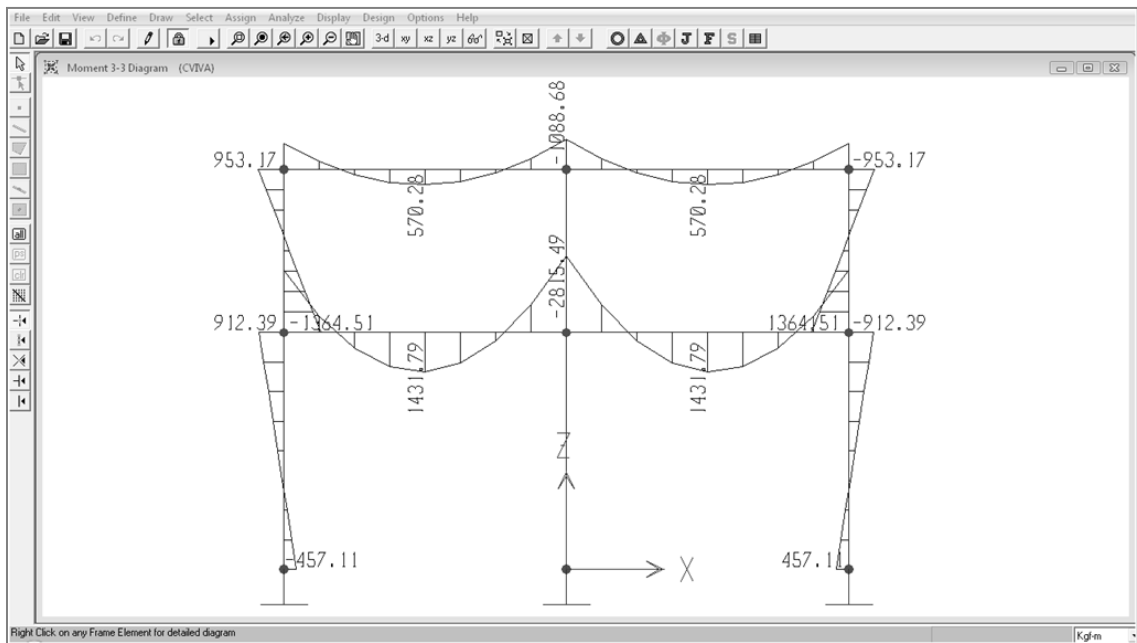 File Edit View Define Draw Select Assign Analyze Display Design Options Help
3-d xy xz yz
J F S
Moment 3-3 Diagram (CVIVA)
all
ps
clr
-1088.68
953.17
-953.17
570.28
570.28
-2815.49
912.39
-1364.51
1364.51
-912.39
1431.79
1431.79
Z
-457.11
457.11
X
Right Click on any Frame Element for detailed diagram
Kgf-m